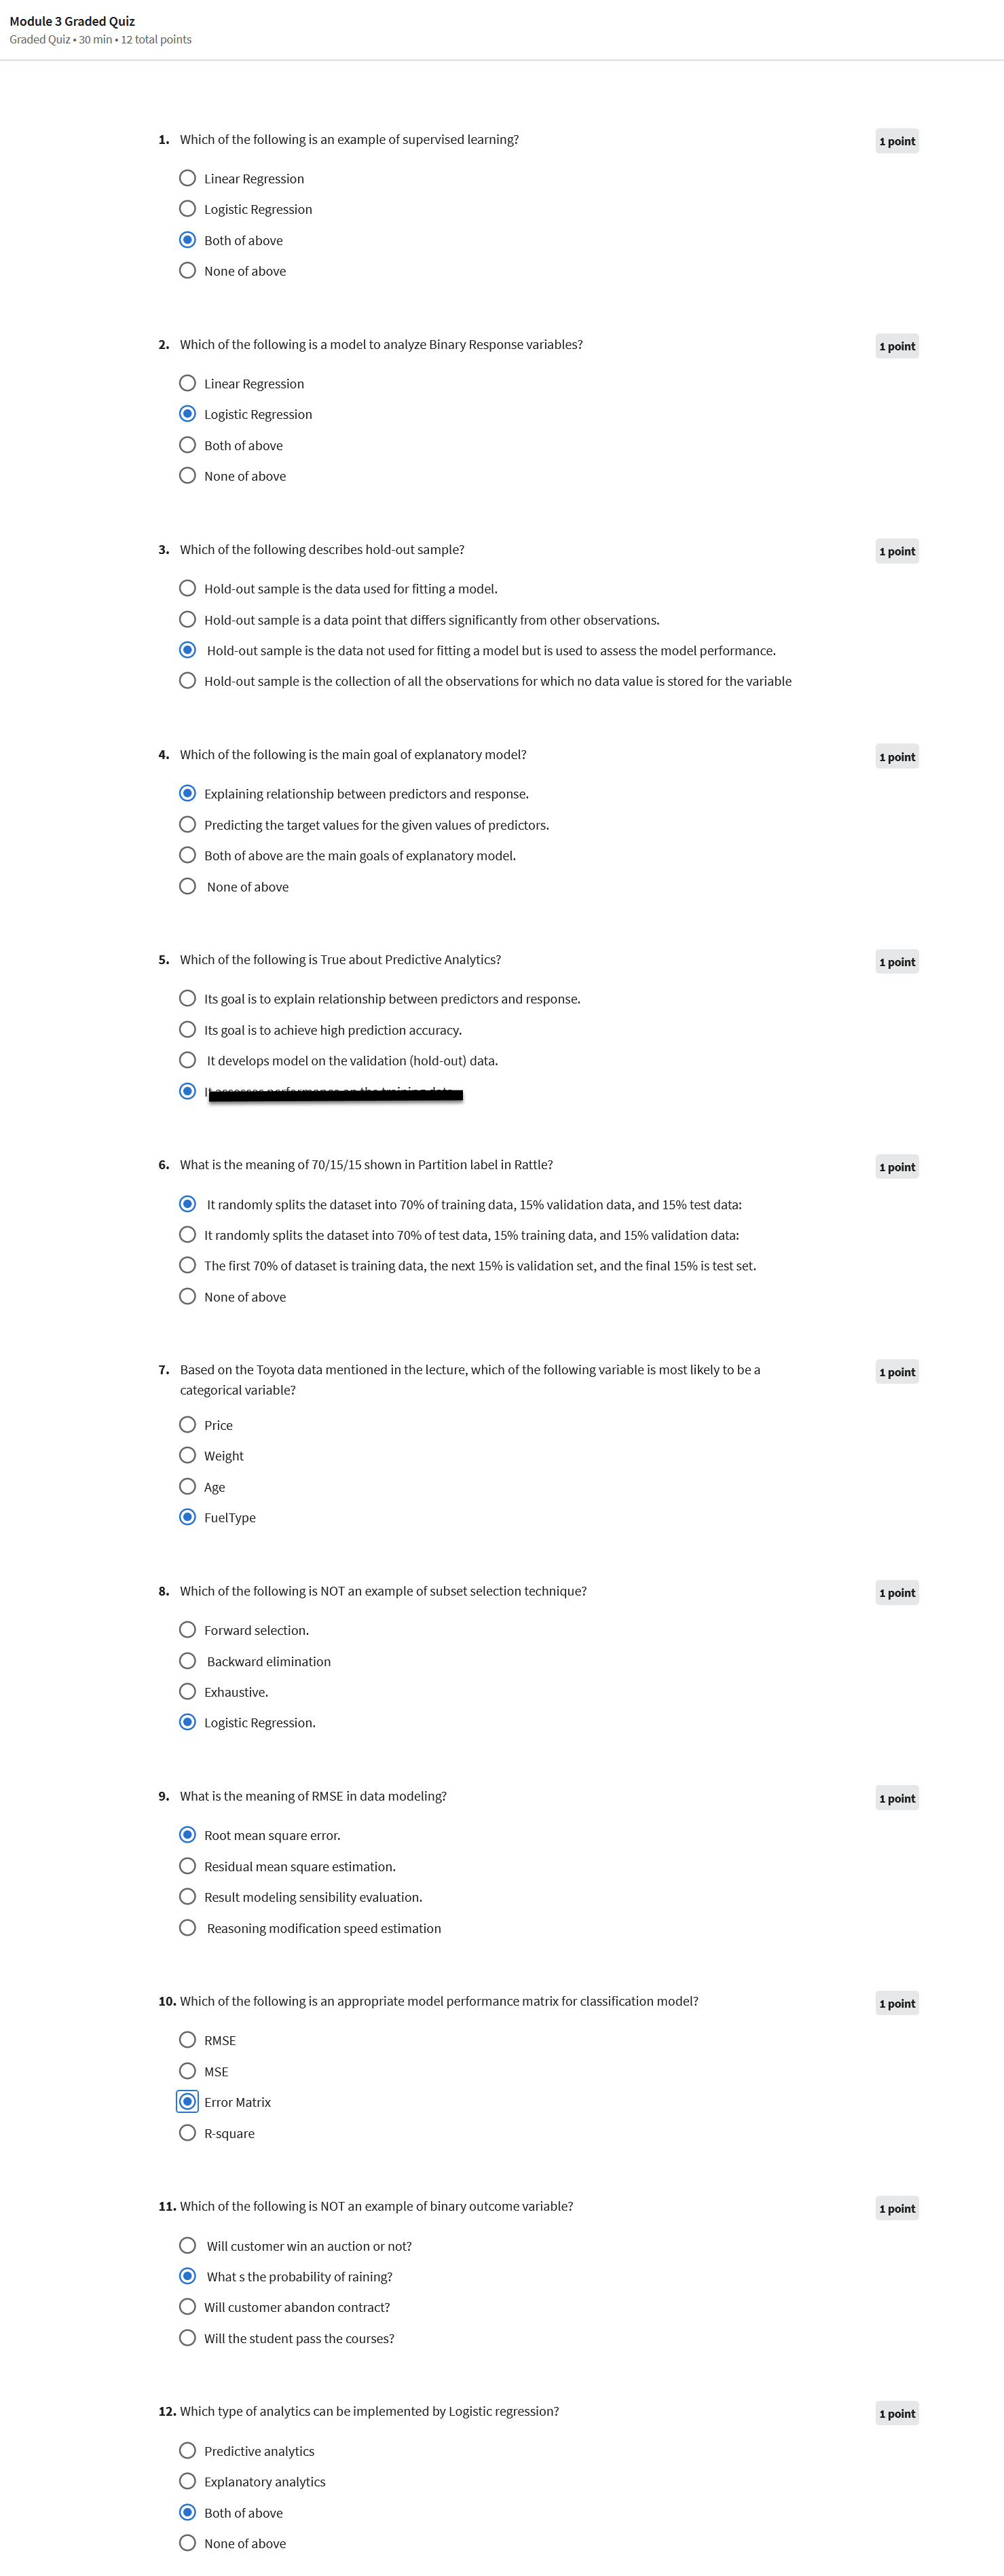 Module 3 Graded Quiz
Graded Quiz • 30 min • 12 total points
1. Which of the following is an example of supervised learning?
1 point
Linear Regression
Logistic Regression
Both of above
None of above
2. Which of the following is a model to analyze Binary Response variables?
1 point
Linear Regression
Logistic Regression
Both of above
None of above
3. Which of the following describes hold-out sample?
1 point
Hold-out sample is the data used for fitting a model.
Hold-out sample is a data point that differs significantly from other observations.
Hold-out sample is the data not used for fitting a model but is used to assess the model performance.
Hold-out sample is the collection of all the observations for which no data value is stored for the variable
4. Which of the following is the main goal of explanatory model?
1 point
Explaining relationship between predictors and response.
Predicting the target values for the given values of predictors.
Both of above are the main goals of explanatory model.
None of above
5. Which of the following is True about Predictive Analytics?
1 point
Its goal is to explain relationship between predictors and response.
Its goal is to achieve high prediction accuracy.
It develops model on the validation (hold-out) data.
6. What is the meaning of 70/15/15 shown in Partition label in Rattle?
1 point
It randomly splits the dataset into 70% of training data, 15% validation data, and 15% test data:
It randomly splits the dataset into 70% of test data, 15% training data, and 15% validation data:
The first 70% of dataset is training data, the next 15% is validation set, and the final 15% is test set.
None of above
7. Based on the Toyota data mentioned in the lecture, which of the following variable is most likely to be a
categorical variable?
1 point
Price
Weight
Age
FuelType
8. Which of the following is NOT an example of subset selection technique?
1 point
Forward selection.
Backward elimination
Exhaustive.
Logistic Regression.
9. What is the meaning of RMSE in data modeling?
1 point
Root mean square error.
Residual mean square estimation.
Result modeling sensibility evaluation.
Reasoning modification speed estimation
10. Which of the following is an appropriate model performance matrix for classification model?
1 point
RMSE
MSE
Error Matrix
R-square
11. Which of the following is NOT an example of binary outcome variable?
1 point
Will customer win an auction or not?
What s the probability of raining?
Will customer abandon contract?
Will the student pass the courses?
12. Which type of analytics can be implemented by Logistic regression?
1 point
Predictive analytics
Explanatory analytics
Both of above
None of above